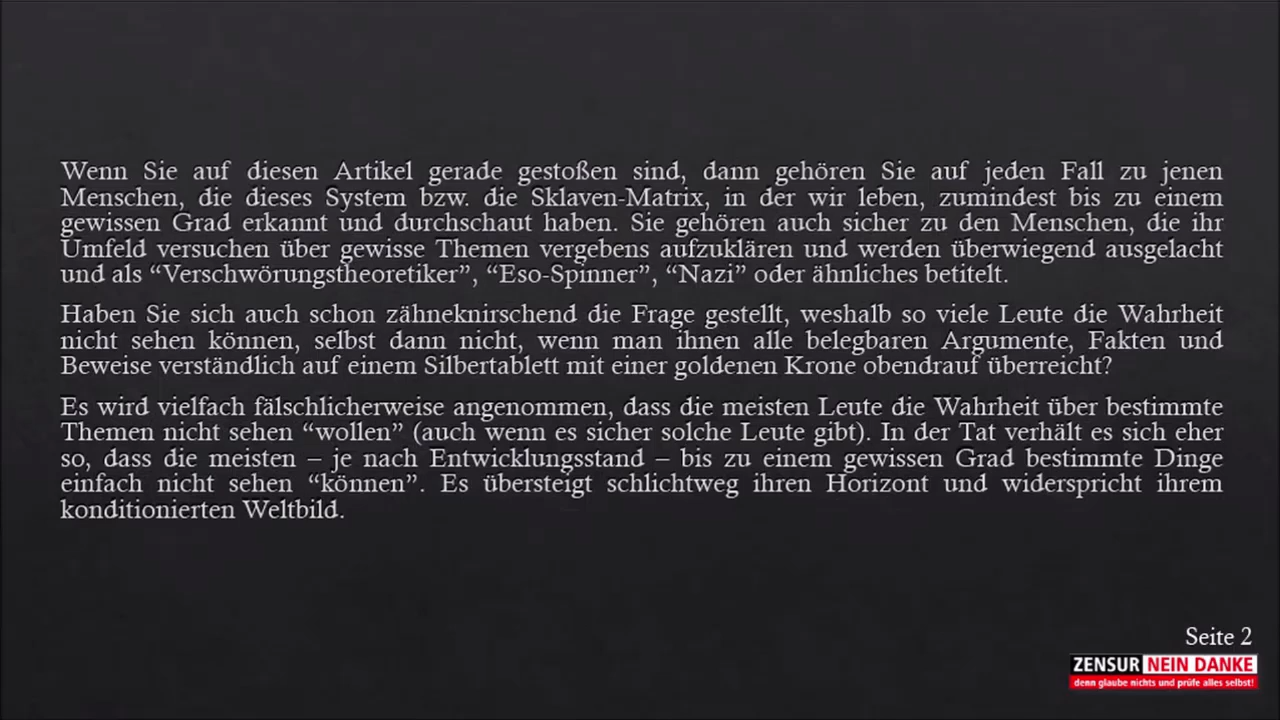 Wenn Sie auf diesen Artikel gerade gestoßen sind, dann gehören Sie auf jeden Fall zu jenen
Menschen, die dieses System bzw. die Sklaven-Matrix, in der wir leben, zumindest bis zu einem
gewissen Grad erkannt und durchschaut haben. Sie gehören auch sicher zu den Menschen, die ihr
Umfeld versuchen über gewisse Themen vergebens aufzuklären und werden überwiegend ausgelacht
und als “Verschwörungstheoretiker”, “Eso-Spinner”, “Nazi” oder ähnliches betitelt.
Haben Sie sich auch schon zähneknirschend die Frage gestellt, weshalb so viele Leute die Wahrheit
nicht sehen können, selbst dann nicht, wenn man ihnen alle belegbaren Argumente, Fakten und
Beweise verständlich auf einem Silbertablett mit einer goldenen Krone obendrauf überreicht?
Es wird vielfach fälschlicherweise angenommen, dass die meisten Leute die Wahrheit über bestimmte
Themen nicht sehen “wollen” (auch wenn es sicher solche Leute gibt). In der Tat verhält es sich eher
so, dass die meisten – je nach Entwicklungsstand – bis zu einem gewissen Grad bestimmte Dinge
einfach nicht sehen “können”. Es übersteigt schlichtweg ihren Horizont und widerspricht ihrem
konditionierten Weltbild.
Seite 2
ZENSUR NEIN DANKE
denn glaube nichts und prüfe alles selbst!